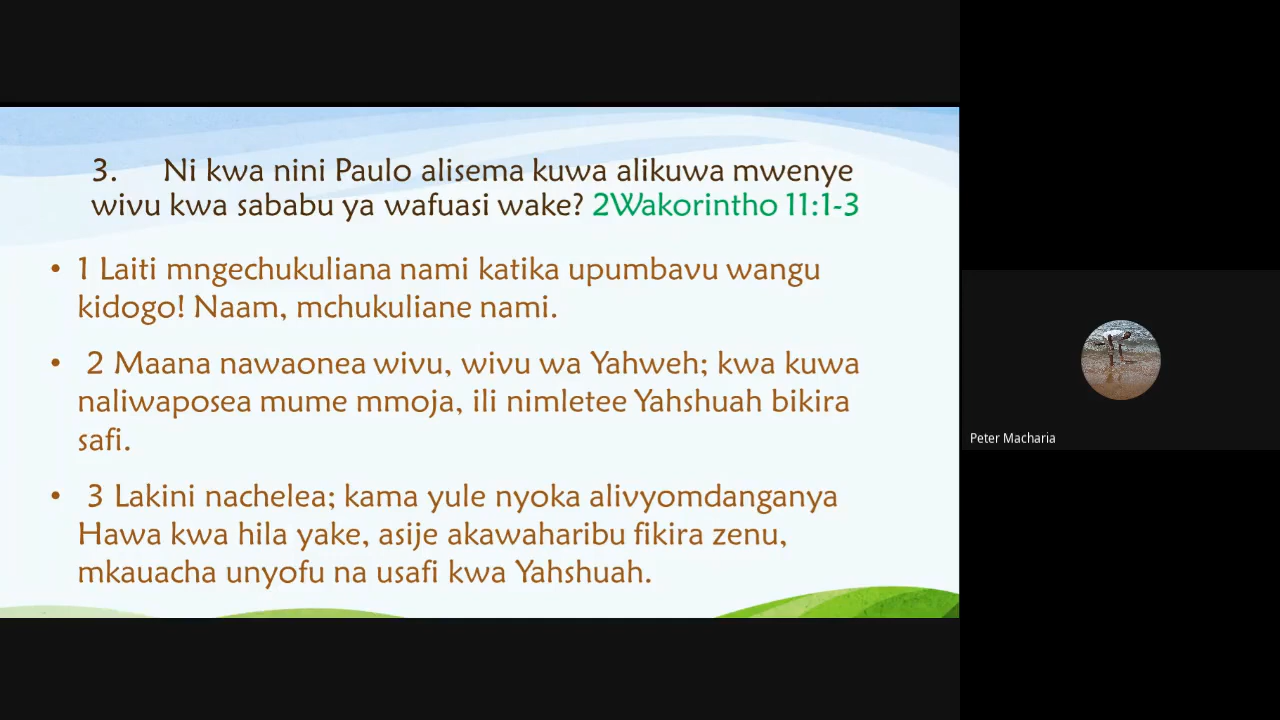 3. Ni kwa nini Paulo alisema kuwa alikuwa mwenye
wivu kwa sababu ya wafuasi wake? 2Wakorintho 11:1-3
• 1 Laiti mngechukuliana nami katika upumbavu wangu
kidogo! Naam, mchukuliane nami.
• 2 Maana nawaonea wivu, wivu wa Yahweh; kwa kuwa
naliwaposea mume mmoja, ili nimletee Yahshuah bikira
safi.
• 3 Lakini nachelea; kama yule nyoka alivyomdanganya
Hawa kwa hila yake, asije akawaharibu fikira zenu,
mkauacha unyofu na usafi kwa Yahshuah.
Peter Macharia